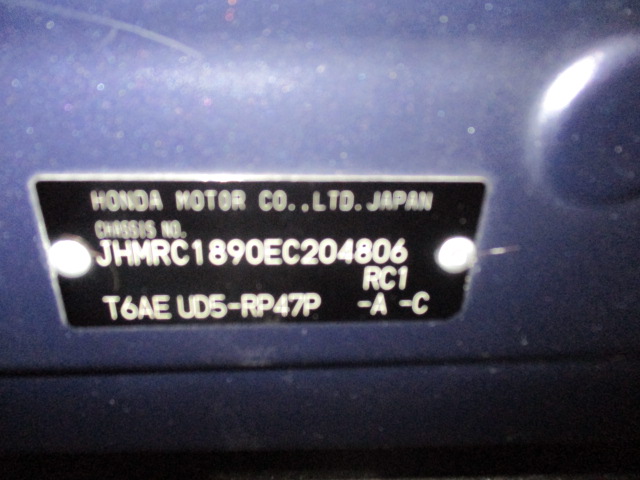 HONDA MOTOR CO.,LTD.JAPAN
CHASSIS NO.
JHMRC1890EC204806
RC1
T6AE UD5-RP47P -A -C